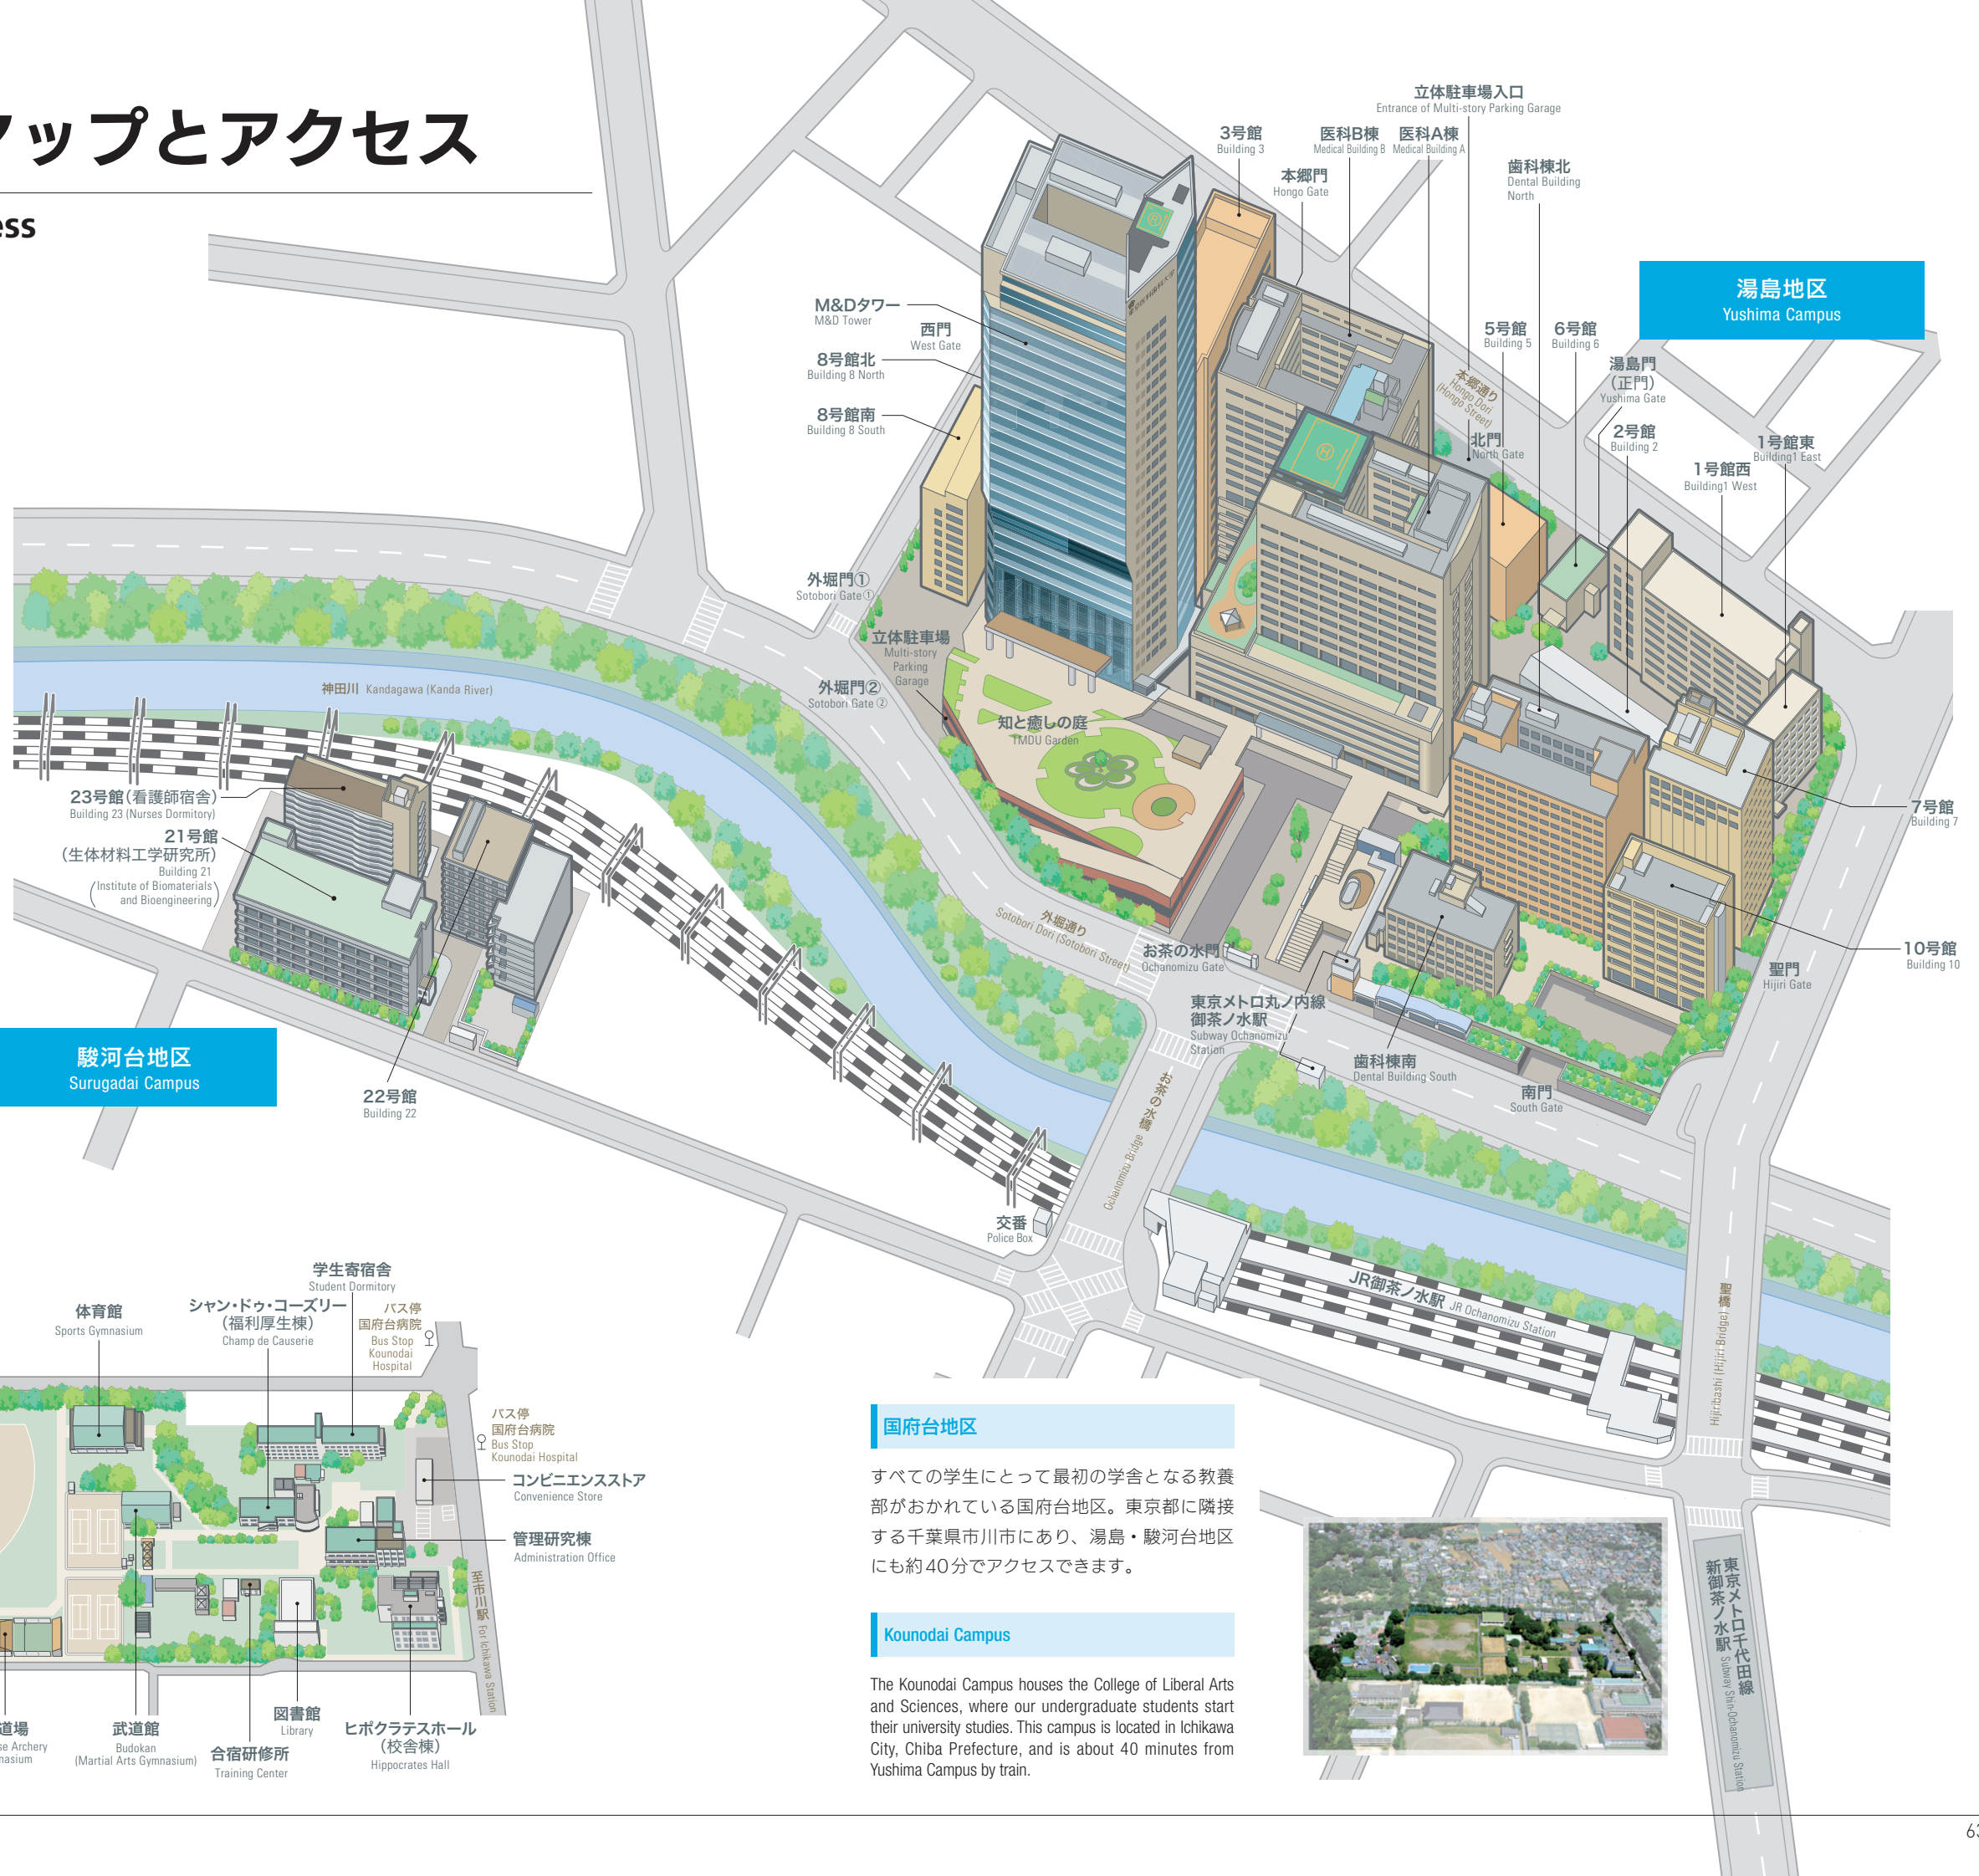 マップとアクセス
ess
湯島地区
Yushima Campus
立体駐車場入口
Entrance of Multi-story Parking Garage
3号館
Building 3
医科B棟
Medical Building B
医科A棟
Medical Building A
本郷門
Hongo Gate
歯科棟北
Dental Building
North
M&Dタワー
M&D Tower
西門
West Gate
8号館北
Building 8 North
8号館南
Building 8 South
本郷通り
Hongo Dori
(Hongo Street)
北門
North Gate
5号館
Building 5
6号館
Building 6
湯島門
(正門)
Yushima Gate
2号館
Building 2
1号館東
Building1 East
1号館西
Building1 West
外堀門①
Sotobori Gate①
立体駐車場
Multi-story
Parking
Garage
外堀門②
Sotobori Gate②
知と癒しの庭
TMDU Garden
神田川 Kandagawa (Kanda River)
23号館(看護師宿舎)
Building 23 (Nurses Dormitory)
21号館
(生体材料工学研究所)
Building 21
(Institute of Biomaterials
and Bioengineering)
22号館
Building 22
駿河台地区
Surugadai Campus
7号館
Building 7
10号館
Building 10
聖門
Hijiri Gate
外堀通り
Sotobori Dori (Sotobori Street)
お茶の水門
Ochanomizu Gate
東京メトロ丸ノ内線
御茶ノ水駅
Subway Ochanomizu
Station
歯科棟南
Dental Building South
南門
South Gate
お茶の水橋
Ochanomizu Bridge
交番
Police Box
JR御茶ノ水駅 JR Ochanomizu Station
聖橋
Hijiribashi (Hijiri Bridge)
東京メトロ千代田線
新御茶ノ水駅 Subway Shin-Ochanomizu Station
学生寄宿舎
Student Dormitory
体育館
Sports Gymnasium
シャン・ドゥ・コーズリー
(福利厚生棟)
Champ de Causerie
バス停
国府台病院
Bus Stop
Kounodai
Hospital
バス停
国府台病院
Bus Stop
Kounodai Hospital
コンビニエンスストア
Convenience Store
管理研究棟
Administration Office
至市川駅 For Ichikawa Station
道場
se Archery
nasium
武道館
Budokan
(Martial Arts Gymnasium)
合宿研修所
Training Center
図書館
Library
ヒポクラテスホール
(校舎棟)
Hippocrates Hall
国府台地区
すべての学生にとって最初の学舎となる教養
部がおかれている国府台地区。東京都に隣接
する千葉県市川市にあり、湯島・駿河台地区
にも約40分でアクセスできます。
Kounodai Campus
The Kounodai Campus houses the College of Liberal Arts
and Sciences, where our undergraduate students start
their university studies. This campus is located in Ichikawa
City, Chiba Prefecture, and is about 40 minutes from
Yushima Campus by train.
63